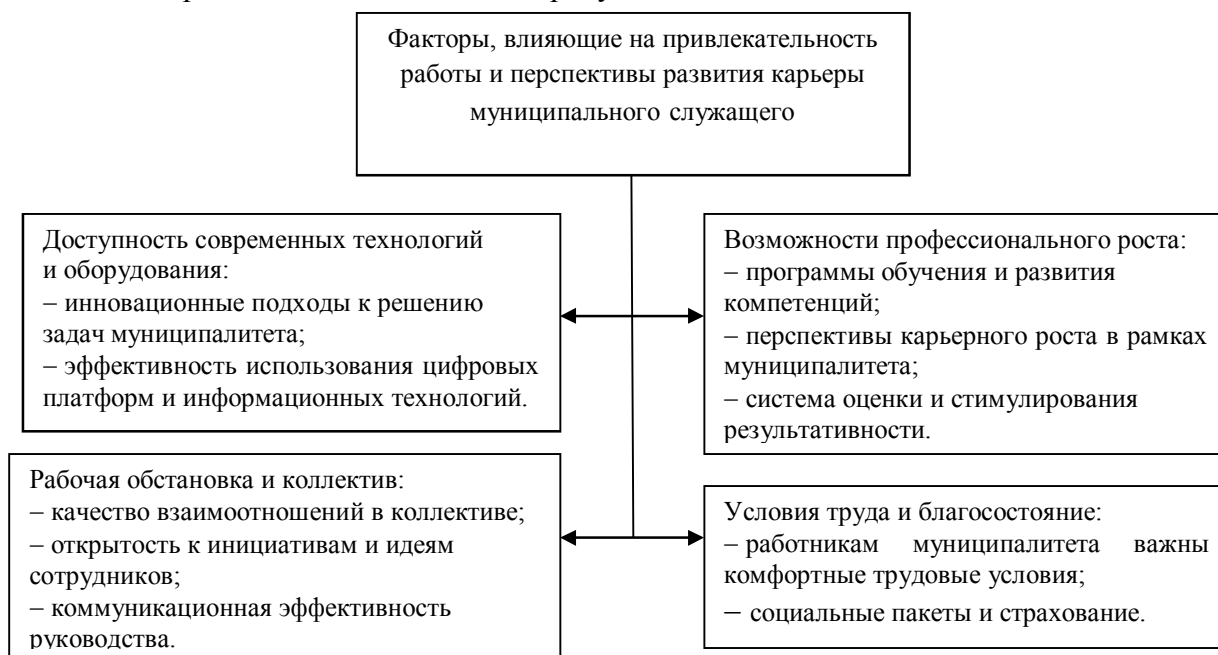 Факторы, влияющие на привлекательность
работы и перспективы развития карьеры
муниципального служащего
Доступность современных технологий
и оборудования:
– инновационные подходы к решению
задач муниципалитета;
– эффективность использования цифровых
платформ и информационных технологий.
Возможности профессионального роста:
– программы обучения и развития
компетенций;
– перспективы карьерного роста в рамках
муниципалитета;
– система оценки и стимулирования
результативности.
Рабочая обстановка и коллектив:
– качество взаимоотношений в коллективе;
– открытость к инициативам и идеям
сотрудников;
– коммуникационная эффективность
руководства.
Условия труда и благосостояние:
– работникам муниципалитета важны
комфортные трудовые условия;
– социальные пакеты и страхование.